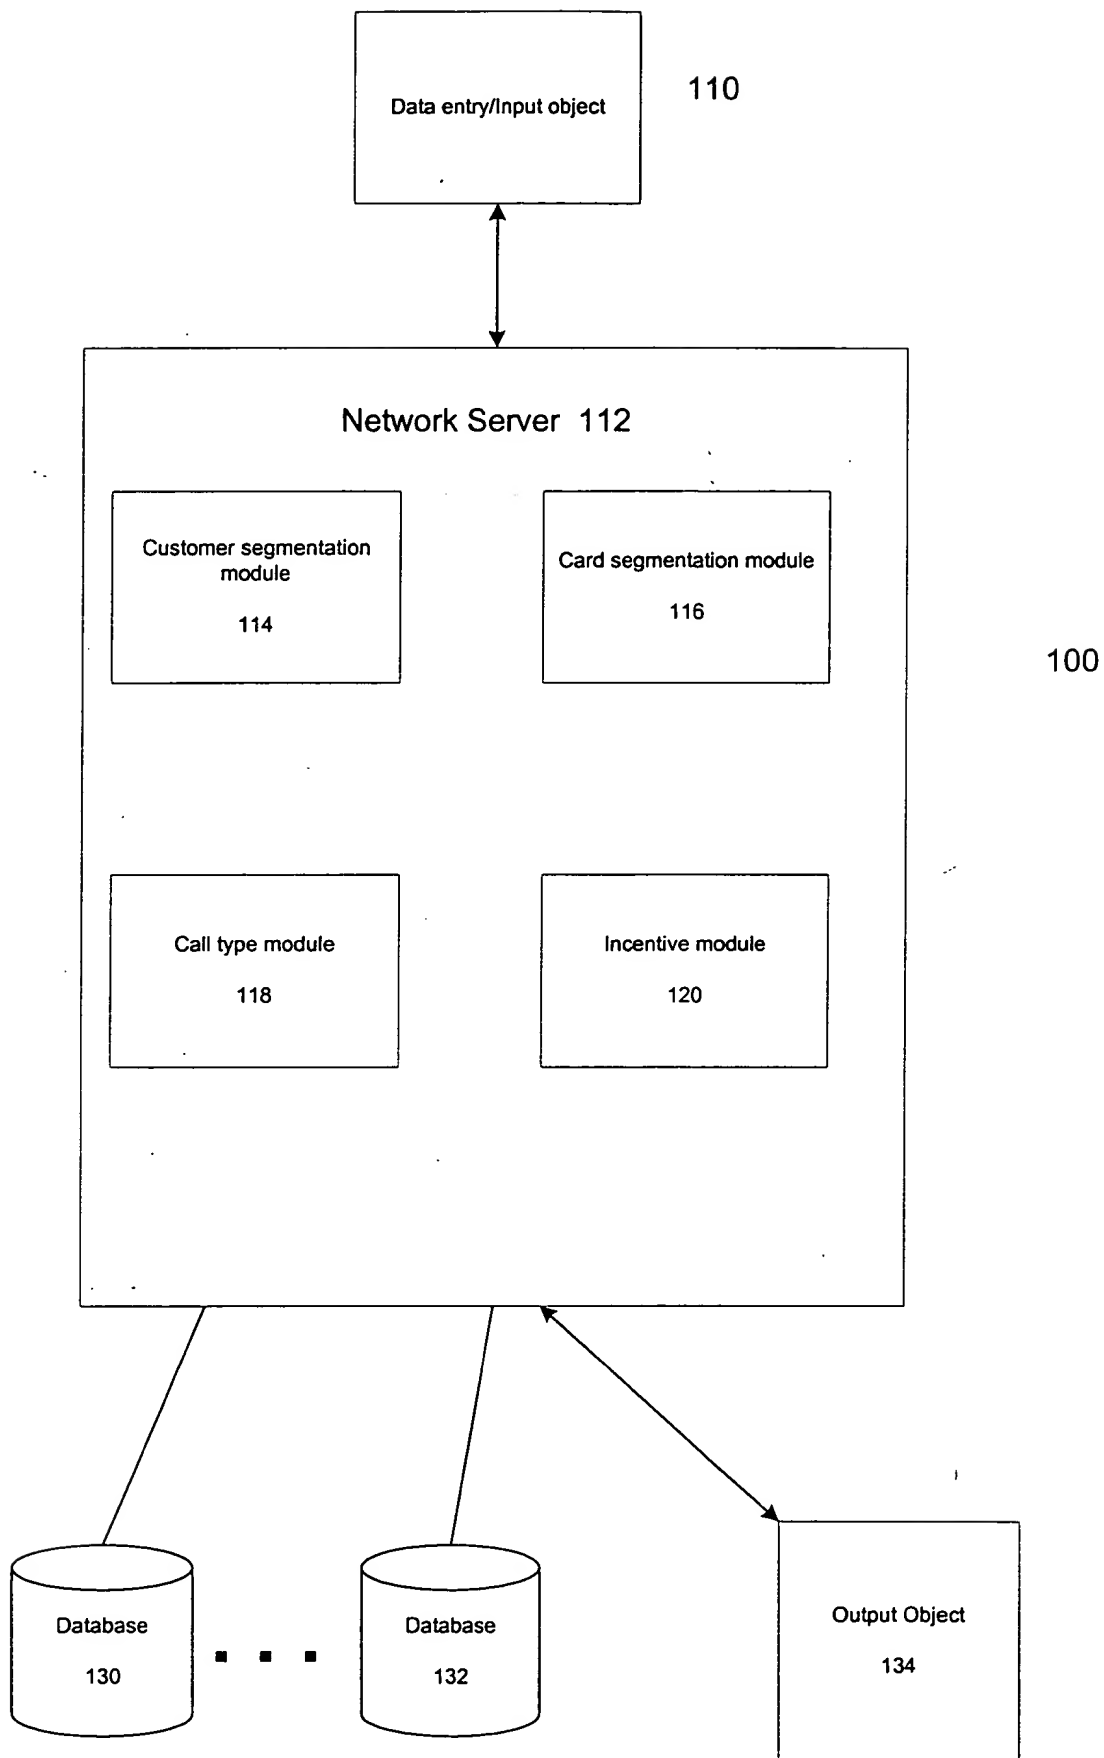 Data entry/Input object
110
Network Server 112
Customer segmentation
module
114
Card segmentation module
116
100
Call type module
118
Incentive module
120
Database
130
Database
132
Output Object
134